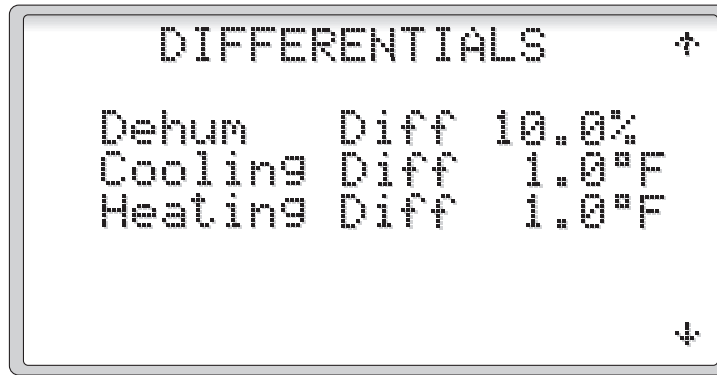 DIFFERENTIALS ↑
Dehum Diff 10.0%
Cooling Diff 1.0°F
Heating Diff 1.0°F
↓